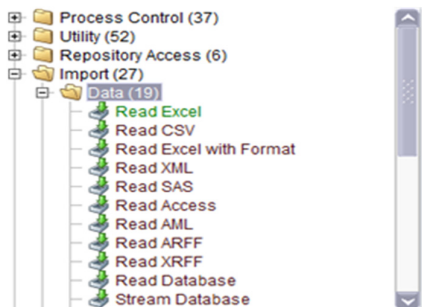 Process Control (37)
Utility (52)
Repository Access (6)
Import (27)
Data (19)
Read Excel
Read CSV
Read Excel with Format
Read XML
Read SAS
Read Access
Read AML
Read ARFF
Read XRFF
Read Database
Stream Database